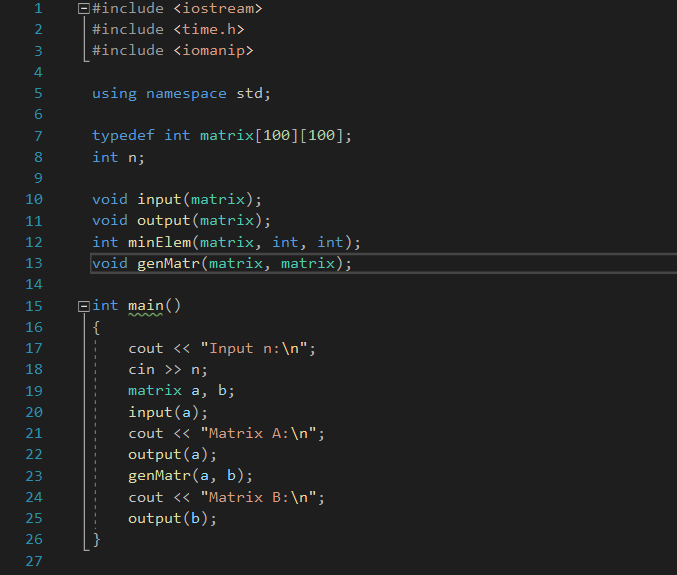 1 #include <iostream>
2 #include <time.h>
3 #include <iomanip>
4
5 using namespace std;
6
7 typedef int matrix[100][100];
8 int n;
9
10 void input(matrix);
11 void output(matrix);
12 int minElem(matrix, int, int);
13 void genMatr(matrix, matrix);
14
15 int main()
16 {
17 cout << "Input n:\n";
18 cin >> n;
19 matrix a, b;
20 input(a);
21 cout << "Matrix A:\n";
22 output(a);
23 genMatr(a, b);
24 cout << "Matrix B:\n";
25 output(b);
26 }
27